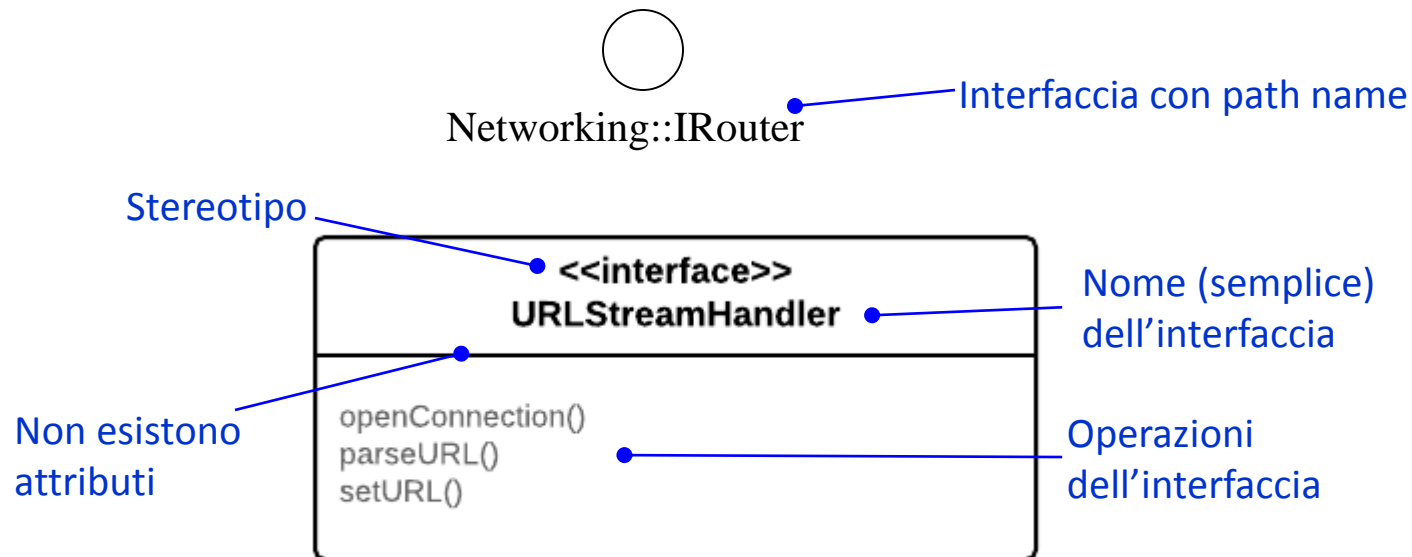 Interfaccia con path name
Networking::IRouter
Stereotipo
<<interface>>
URLStreamHandler
Nome (semplice)
dell’interfaccia
Non esistono
attributi
openConnection()
parseURL()
setURL()
Operazioni
dell’interfaccia